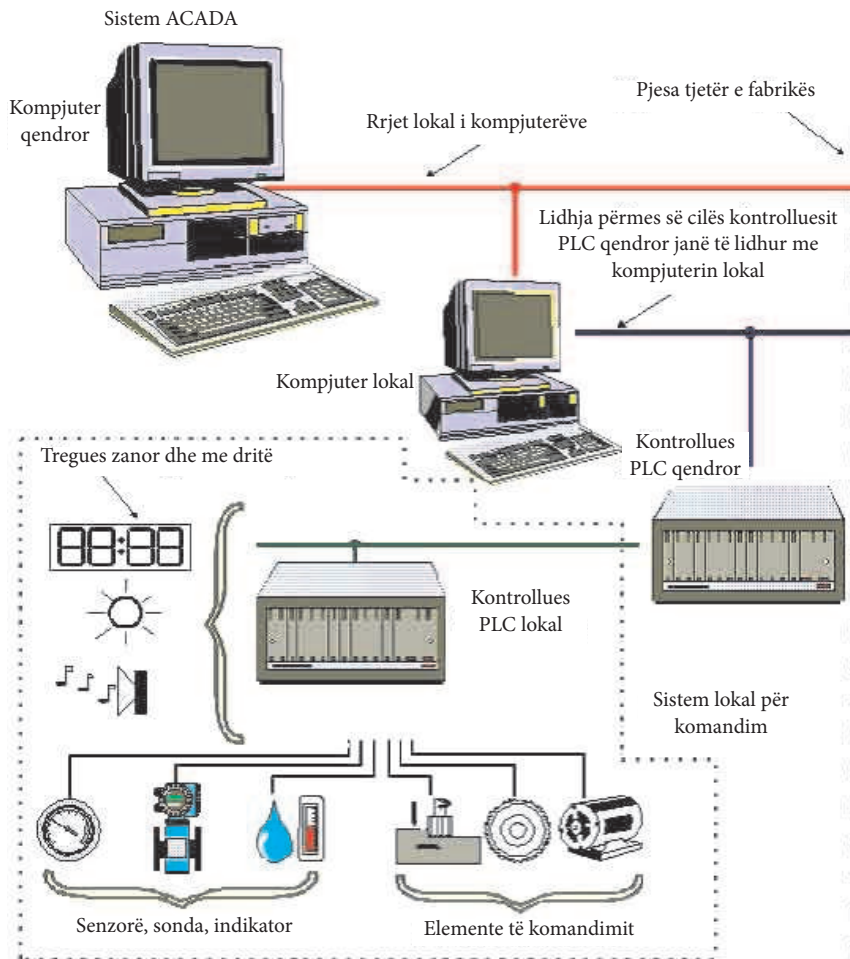 Sistem ACADA
Kompjuter
qendror
Pjesa tjetër e fabrikës
Rrjet lokal i kompjuterëve
Lidhja përmes së cilës kontrolluesit
PLC qendror janë të lidhur me
kompjuterin lokal
Kompjuter lokal
Kontrollues
PLC qendror
Tregues zanor dhe me dritë
88:88
Kontrollues
PLC lokal
Sistem lokal për
komandim
Senzorë, sonda, indikator
Elemente të komandimit